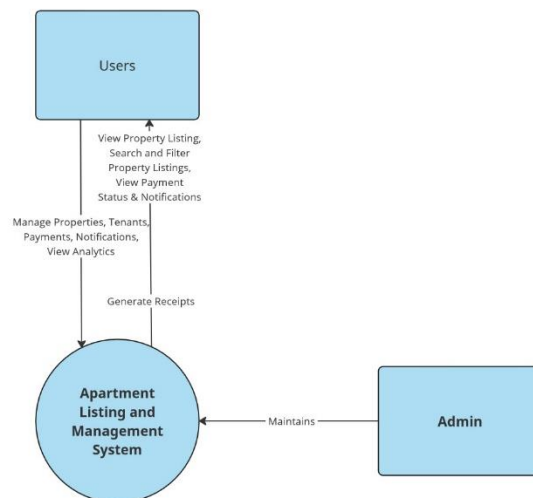 Users
View Property Listing,
Search and Filter
Property Listings,
View Payment
Status & Notifications
Manage Properties, Tenants,
Payments, Notifications,
View Analytics
Generate Receipts
Apartment
Listing and
Management
System
Maintains
Admin